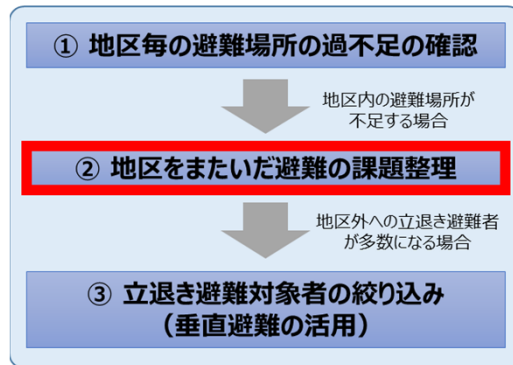 ① 地区毎の避難場所の過不足の確認
地区内の避難場所が
不足する場合
② 地区をまたいだ避難の課題整理
地区外への立退き避難者
が多数になる場合
③ 立退き避難対象者の絞り込み
（垂直避難の活用）